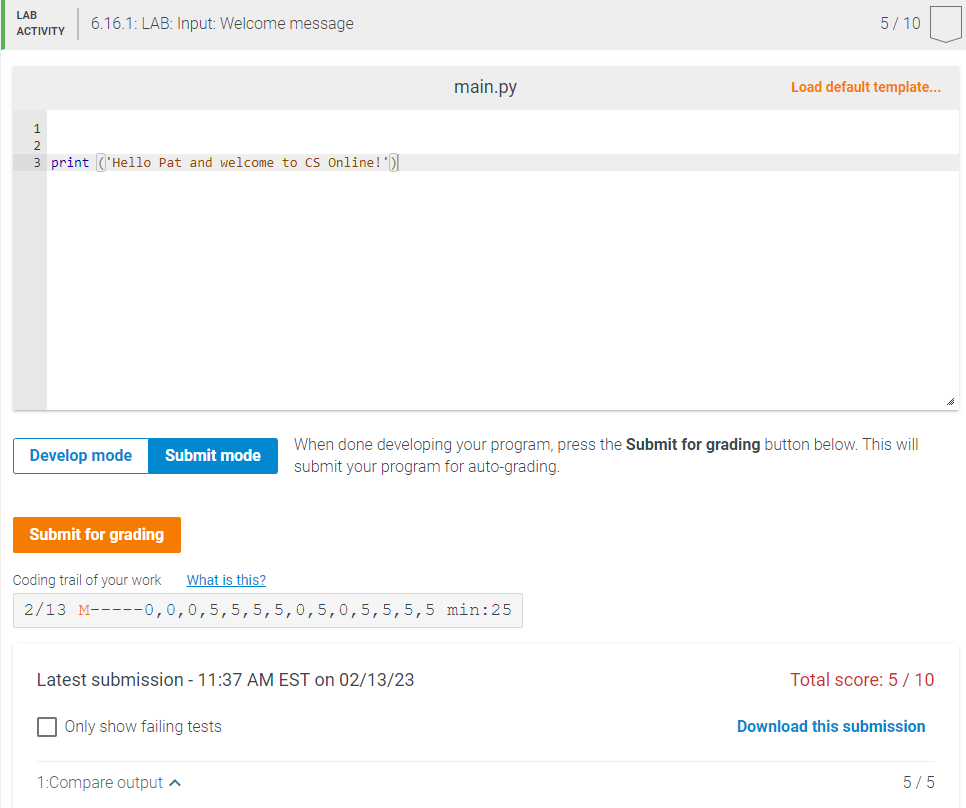 LAB
ACTIVITY
6.16.1: LAB: Input: Welcome message
5 / 10
main.py
Load default template...
1
2
3 print ('Hello Pat and welcome to CS Online!')
Develop mode
Submit mode
When done developing your program, press the Submit for grading button below. This will
submit your program for auto-grading.
Submit for grading
Coding trail of your work
What is this?
2/13 M-----0,0,0,5,5,5,5,0,5,0,5,5,5,5 min:25
Latest submission - 11:37 AM EST on 02/13/23
Total score: 5 / 10
Only show failing tests
Download this submission
1:Compare output
5 / 5